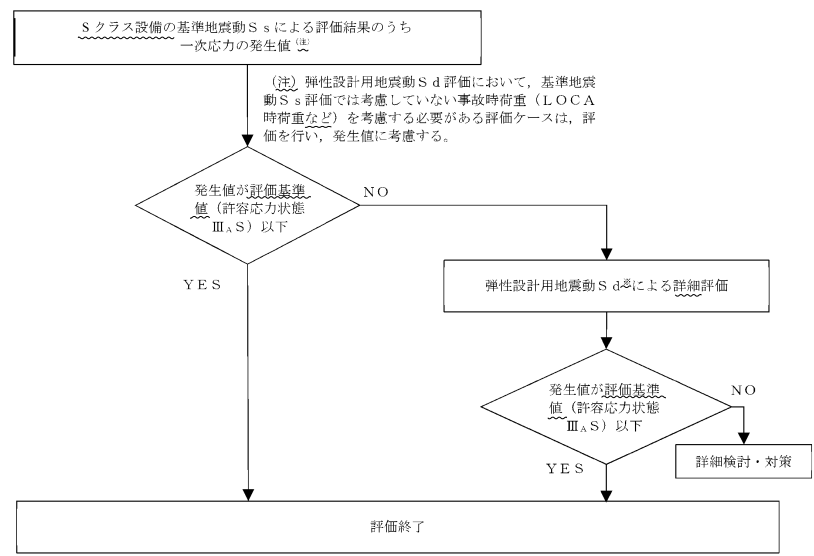 Sクラス設備の基準地震動Ｓｓによる評価結果のうち
一次応力の発生値(注)
（注）弾性設計用地震動Ｓｄ評価において，基準地震
動Ｓｓ評価では考慮していない事故時荷重（ＬＯＣＡ
時荷重など）を考慮する必要がある評価ケースは，評
価を行い，発生値に考慮する。
発生値が評価基準
値（許容応力状態
ⅢAＳ）以下
ＮＯ
ＹＥＳ
弾性設計用地震動Ｓｄによる詳細評価
発生値が評価基準
値（許容応力状態
ⅢAＳ）以下
ＮＯ
ＹＥＳ
詳細検討・対策
評価終了